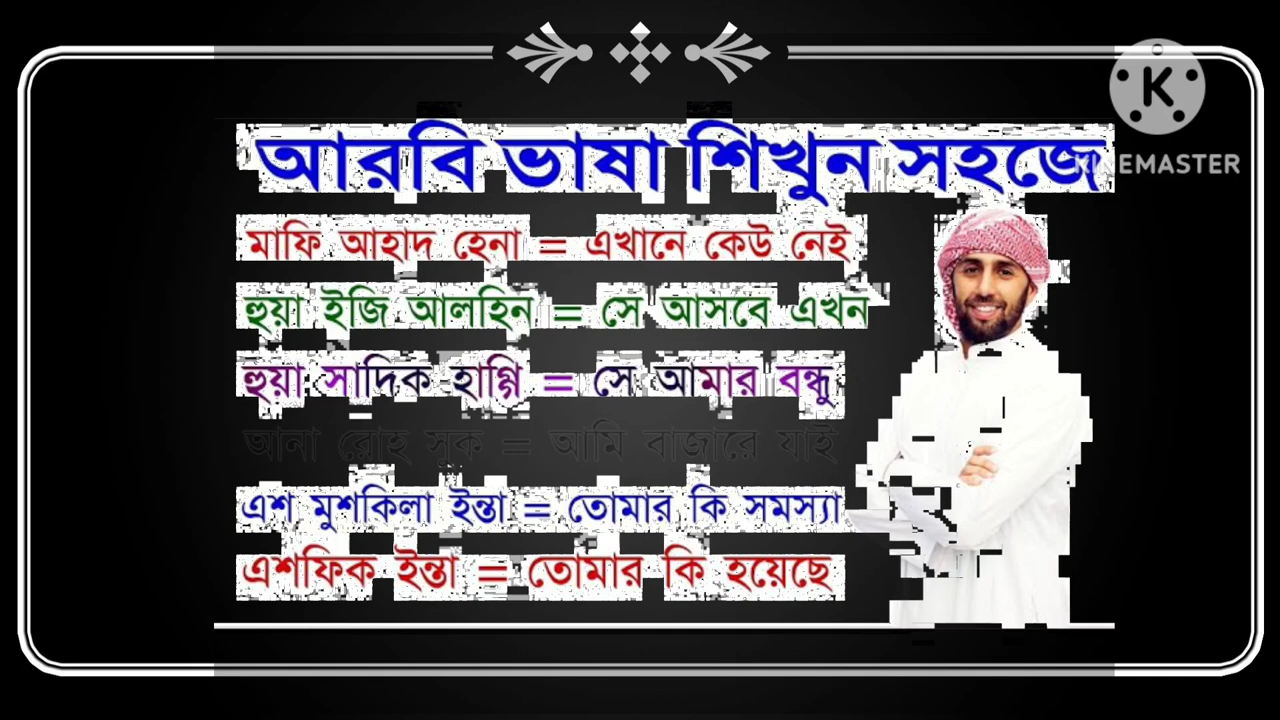 আরবি ভাষা শিখুন সহজে
KINEMASTER
মাফি আহাদ হেনা = এখানে কেউ নেই
হুয়া ইজি আলহিন = সে আসবে এখন
হুয়া সাদিক হাগ্গি = সে আমার বন্ধু
আনা রোহ সুক = আমি বাজারে যাই
এশ মুশকিলা ইন্তা = তোমার কি সমস্যা
এশফিক ইন্তা = তোমার কি হয়েছে